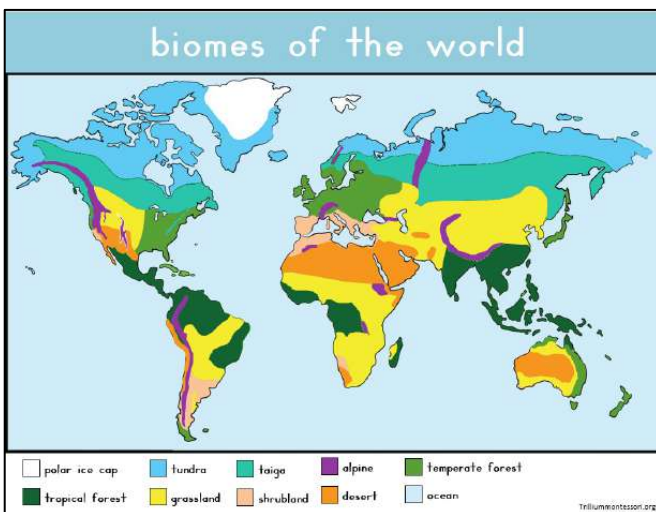 biomes of the world
polar ice cap tundra taiga alpine temperate forest
tropical forest grassland shrubland desert ocean
Trilliummontessori.org